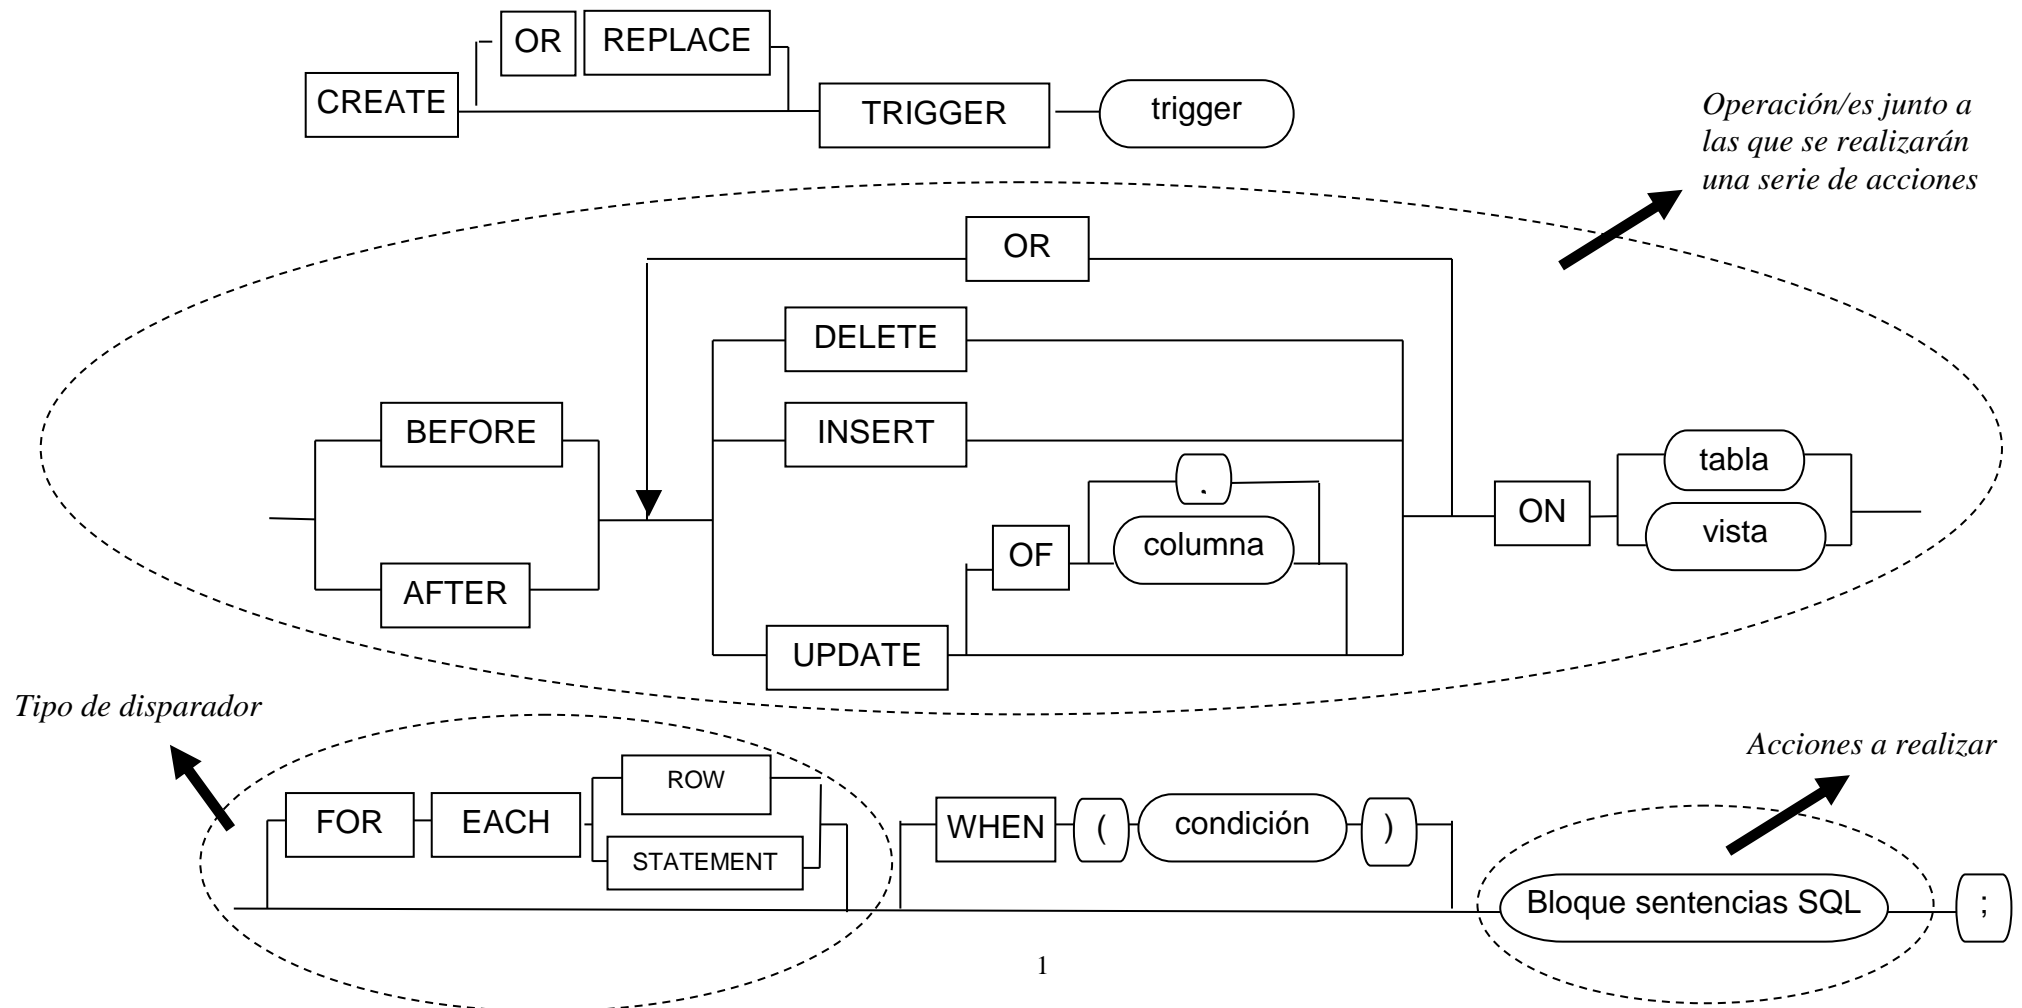 OR REPLACE
CREATE TRIGGER trigger
Operación/es junto a
las que se realizarán
una serie de acciones
OR
DELETE
BEFORE INSERT
,
tabla
ON
OF columna
vista
AFTER
UPDATE
Tipo de disparador
Acciones a realizar
ROW
FOR EACH
WHEN ( condición )
STATEMENT
Bloque sentencias SQL ;
1